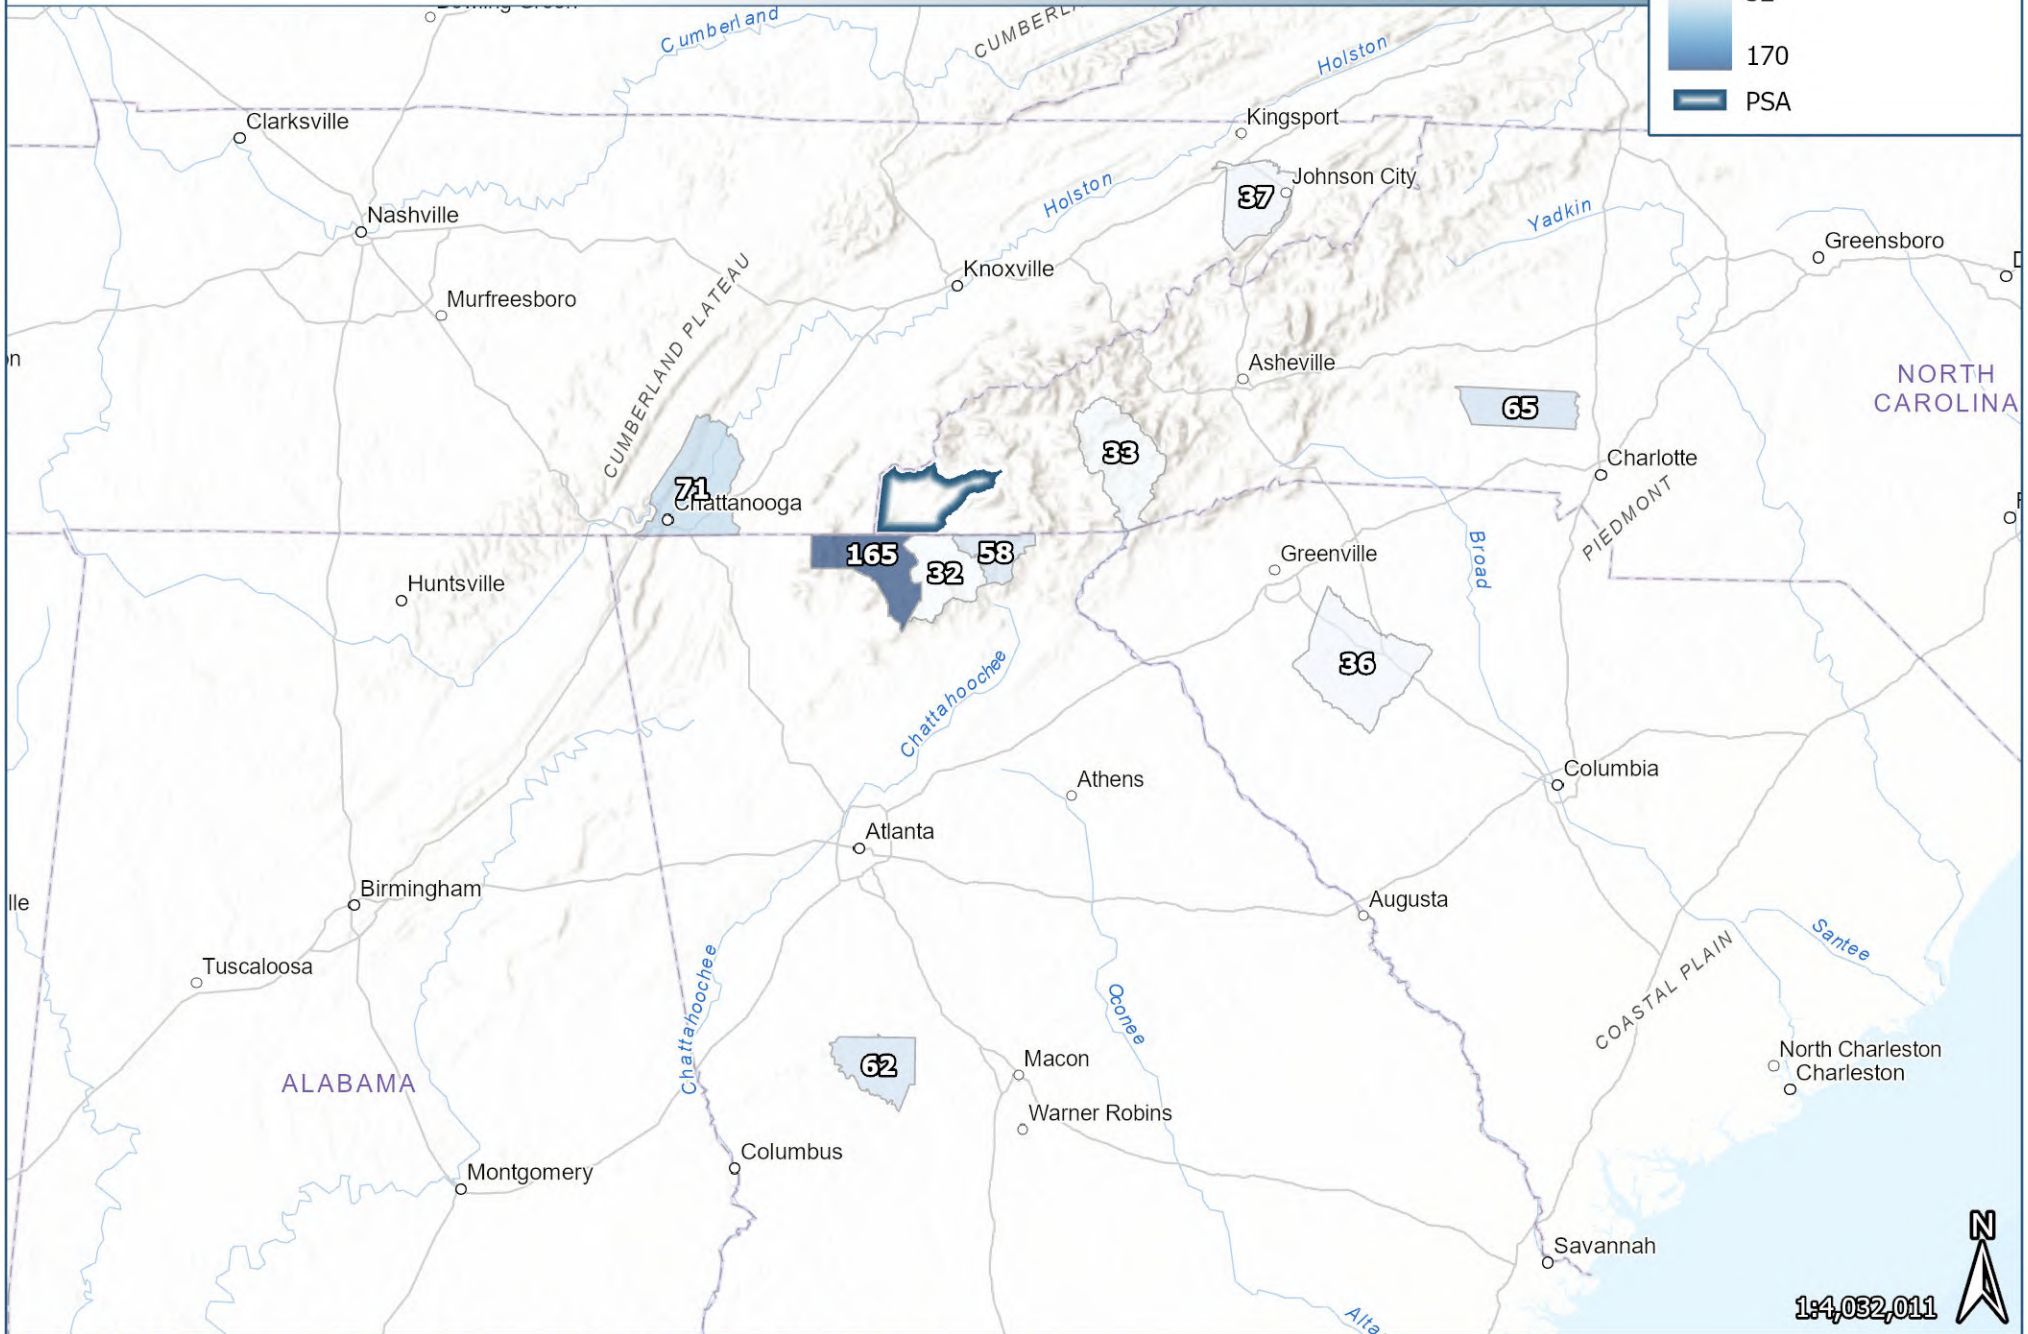 170
PSA
Cumberland
Holston
Clarksville
Kingsport
Johnson City
37
Holston
Yadkin
Nashville
Greensboro
Knoxville
Murfreesboro
CUMBERLAND PLATEAU
Asheville
NORTH
CAROLINA
65
33
Charlotte
71
Chattanooga
PIEDMONT
165
58
32
Greenville
Broad
Huntsville
36
Chattahoochee
Columbia
Athens
Atlanta
Birmingham
Augusta
Santee
Tuscaloosa
Chattahoochee
COASTAL PLAIN
Oconee
ALABAMA
62
Macon
North Charleston
Charleston
Warner Robins
Columbus
Montgomery
Savannah
N
1:4,032,011